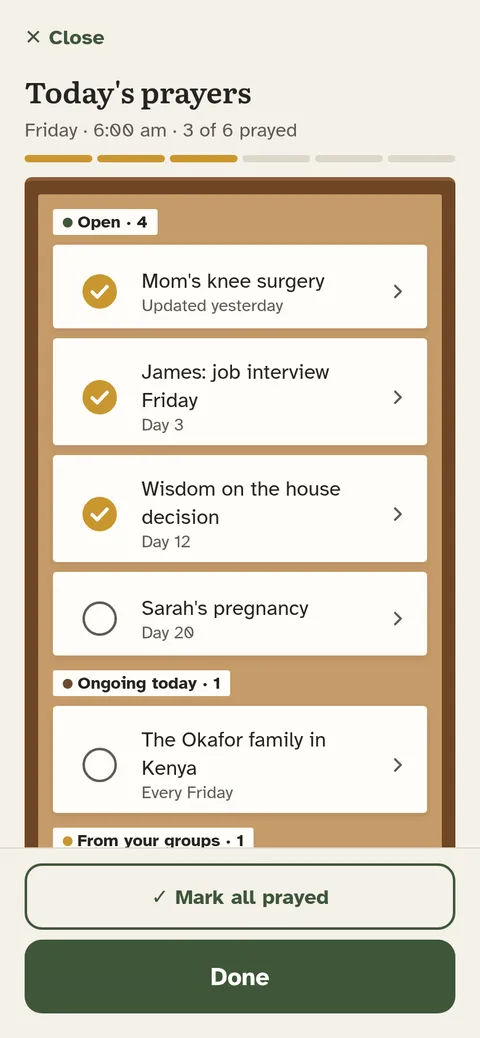 ✕ Close
Today's prayers
Friday · 6:00 am · 3 of 6 prayed
Open · 4
Mom's knee surgery
Updated yesterday
James: job interview
Friday
Day 3
Wisdom on the house
decision
Day 12
Sarah's pregnancy
Day 20
Ongoing today · 1
The Okafor family in
Kenya
Every Friday
From your groups · 1
✓ Mark all prayed
Done